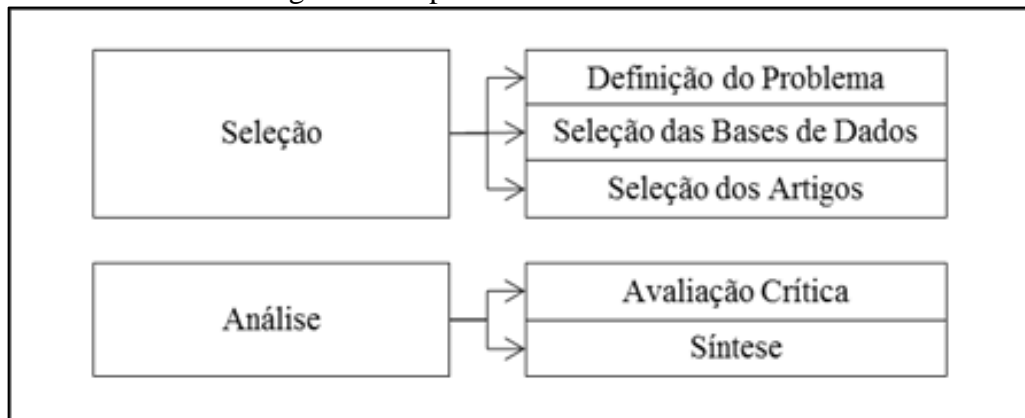 Seleção
Definição do Problema
Seleção das Bases de Dados
Seleção dos Artigos
Análise
Avaliação Crítica
Síntese